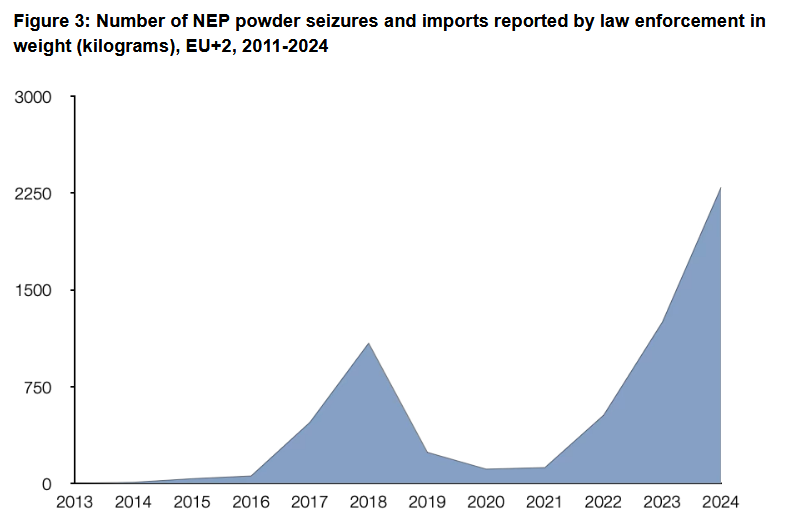 Figure 3: Number of NEP powder seizures and imports reported by law enforcement in
weight (kilograms), EU+2, 2011-2024
3000
2250
1500
750
0
2013 2014 2015 2016 2017 2018 2019 2020 2021 2022 2023 2024